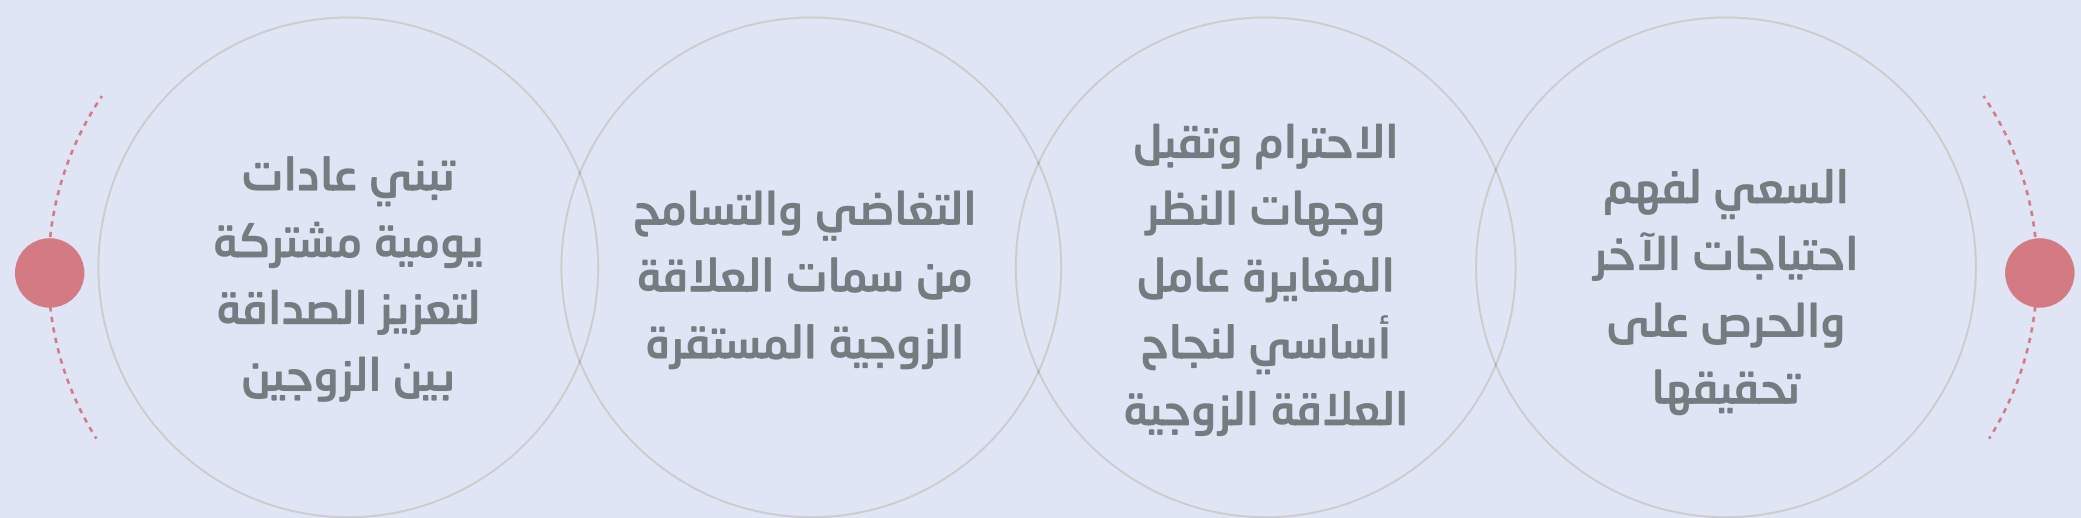 السعي لفهم
احتياجات الآخر
والحرص على
تحقيقها
الاحترام وتقبل
وجهات النظر
المغايرة عامل
أساسي لنجاح
العلاقة الزوجية
التغاضي والتسامح
من سمات العلاقة
الزوجية المستقرة
تبني عادات
يومية مشتركة
لتعزيز الصداقة
بين الزوجين